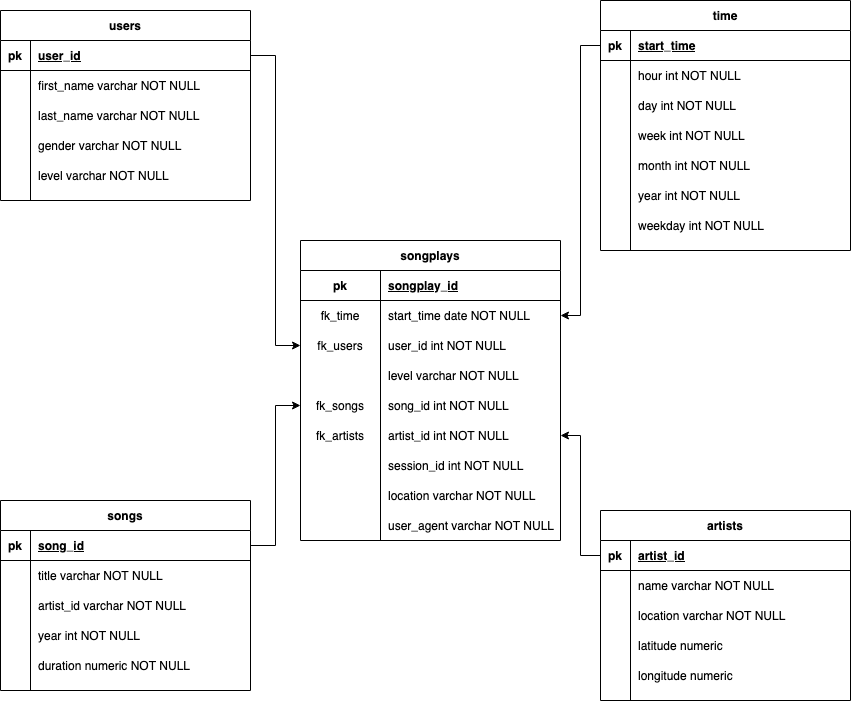 users
pk user_id
first_name varchar NOT NULL
last_name varchar NOT NULL
gender varchar NOT NULL
level varchar NOT NULL
time
pk start_time
hour int NOT NULL
day int NOT NULL
week int NOT NULL
month int NOT NULL
year int NOT NULL
weekday int NOT NULL
songplays
pk songplay_id
fk_time start_time date NOT NULL
fk_users user_id int NOT NULL
level varchar NOT NULL
fk_songs song_id int NOT NULL
fk_artists artist_id int NOT NULL
session_id int NOT NULL
location varchar NOT NULL
user_agent varchar NOT NULL
songs
pk song_id
title varchar NOT NULL
artist_id varchar NOT NULL
year int NOT NULL
duration numeric NOT NULL
artists
pk artist_id
name varchar NOT NULL
location varchar NOT NULL
latitude numeric
longitude numeric